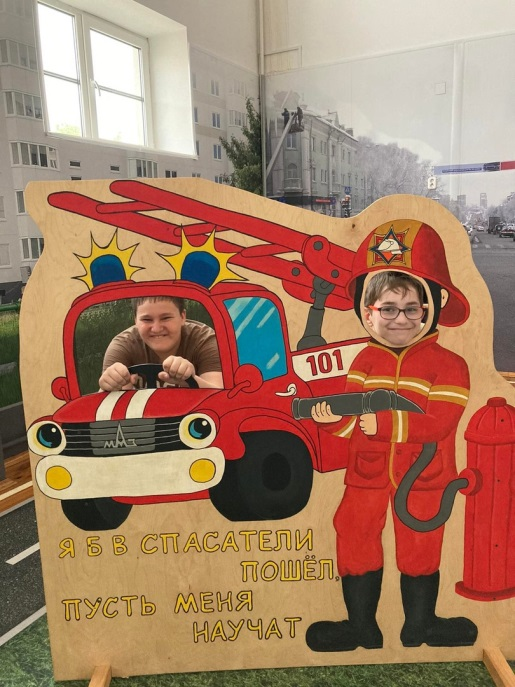 101
МАЗ
Я Б В СПАСАТЕЛИ
ПОШЁЛ,
ПУСТЬ МЕНЯ
НАУЧАТ